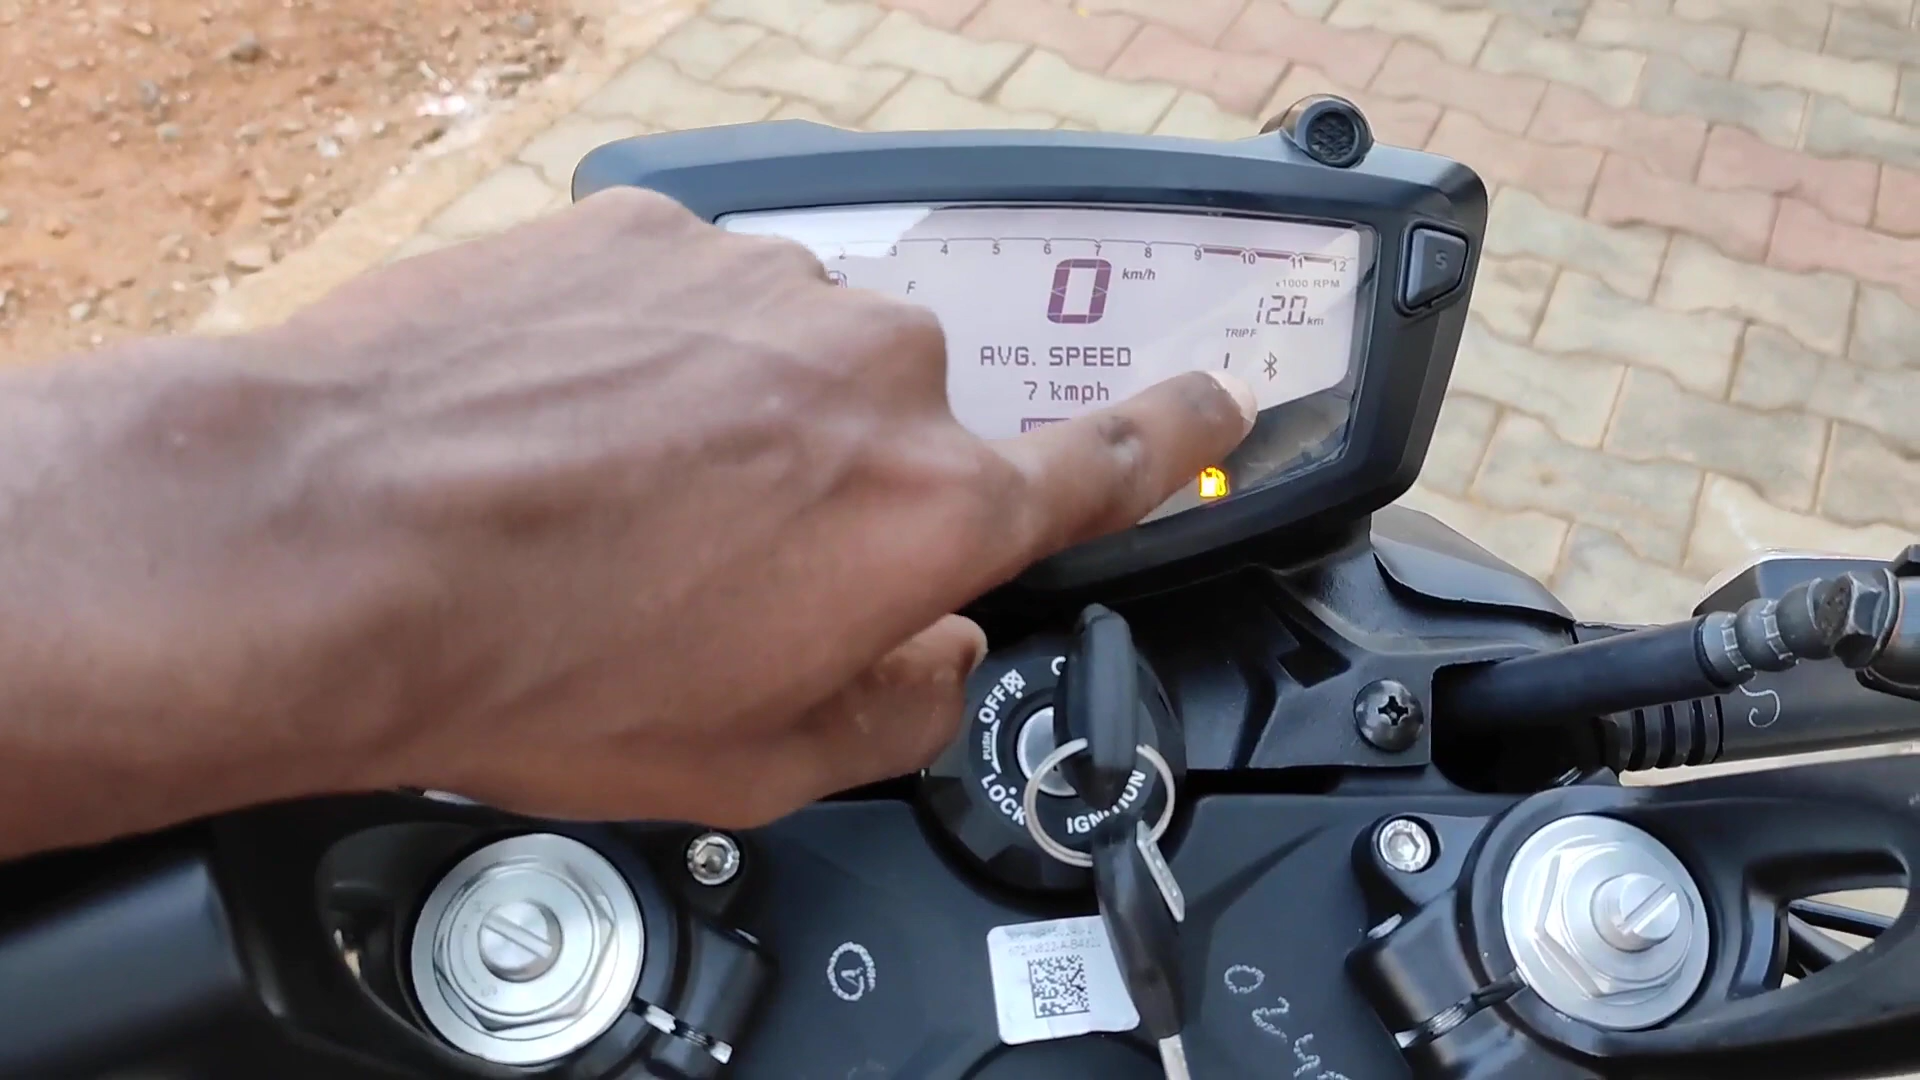 2 3 4 5 6 7 8 9 10 11 12
x1000 RPM
F
0 km/h
12.0 km
TRIP F
AVG. SPEED
7 kmph
S
OFF
PUSH
LOCK
IGNITION